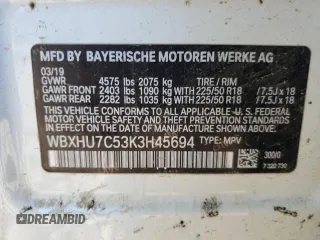 MFD BY BAYERISCHE MOTOREN WERKE AG
03/19
GVWR 4575 lbs 2075 kg TIRE / RIM
GAWR FRONT 2403 lbs 1090 kg 225/50 R18 /7.5J x 18
GAWR REAR 2282 lbs 1035 kg 225/50 R18 /7.5J x 18
THIS VEHICLE CONFORMS TO ALL APPLICABLE U.S. FEDERAL
MOTOR VEHICLE SAFETY, BUMPER, AND THEFT PREVENTION
STANDARDS IN EFFECT ON THE DATE OF MANUFACTURE SHOWN ABOVE.
WBXHU7C53K3H45694 TYPE: MPV
300/0
DREAMBID